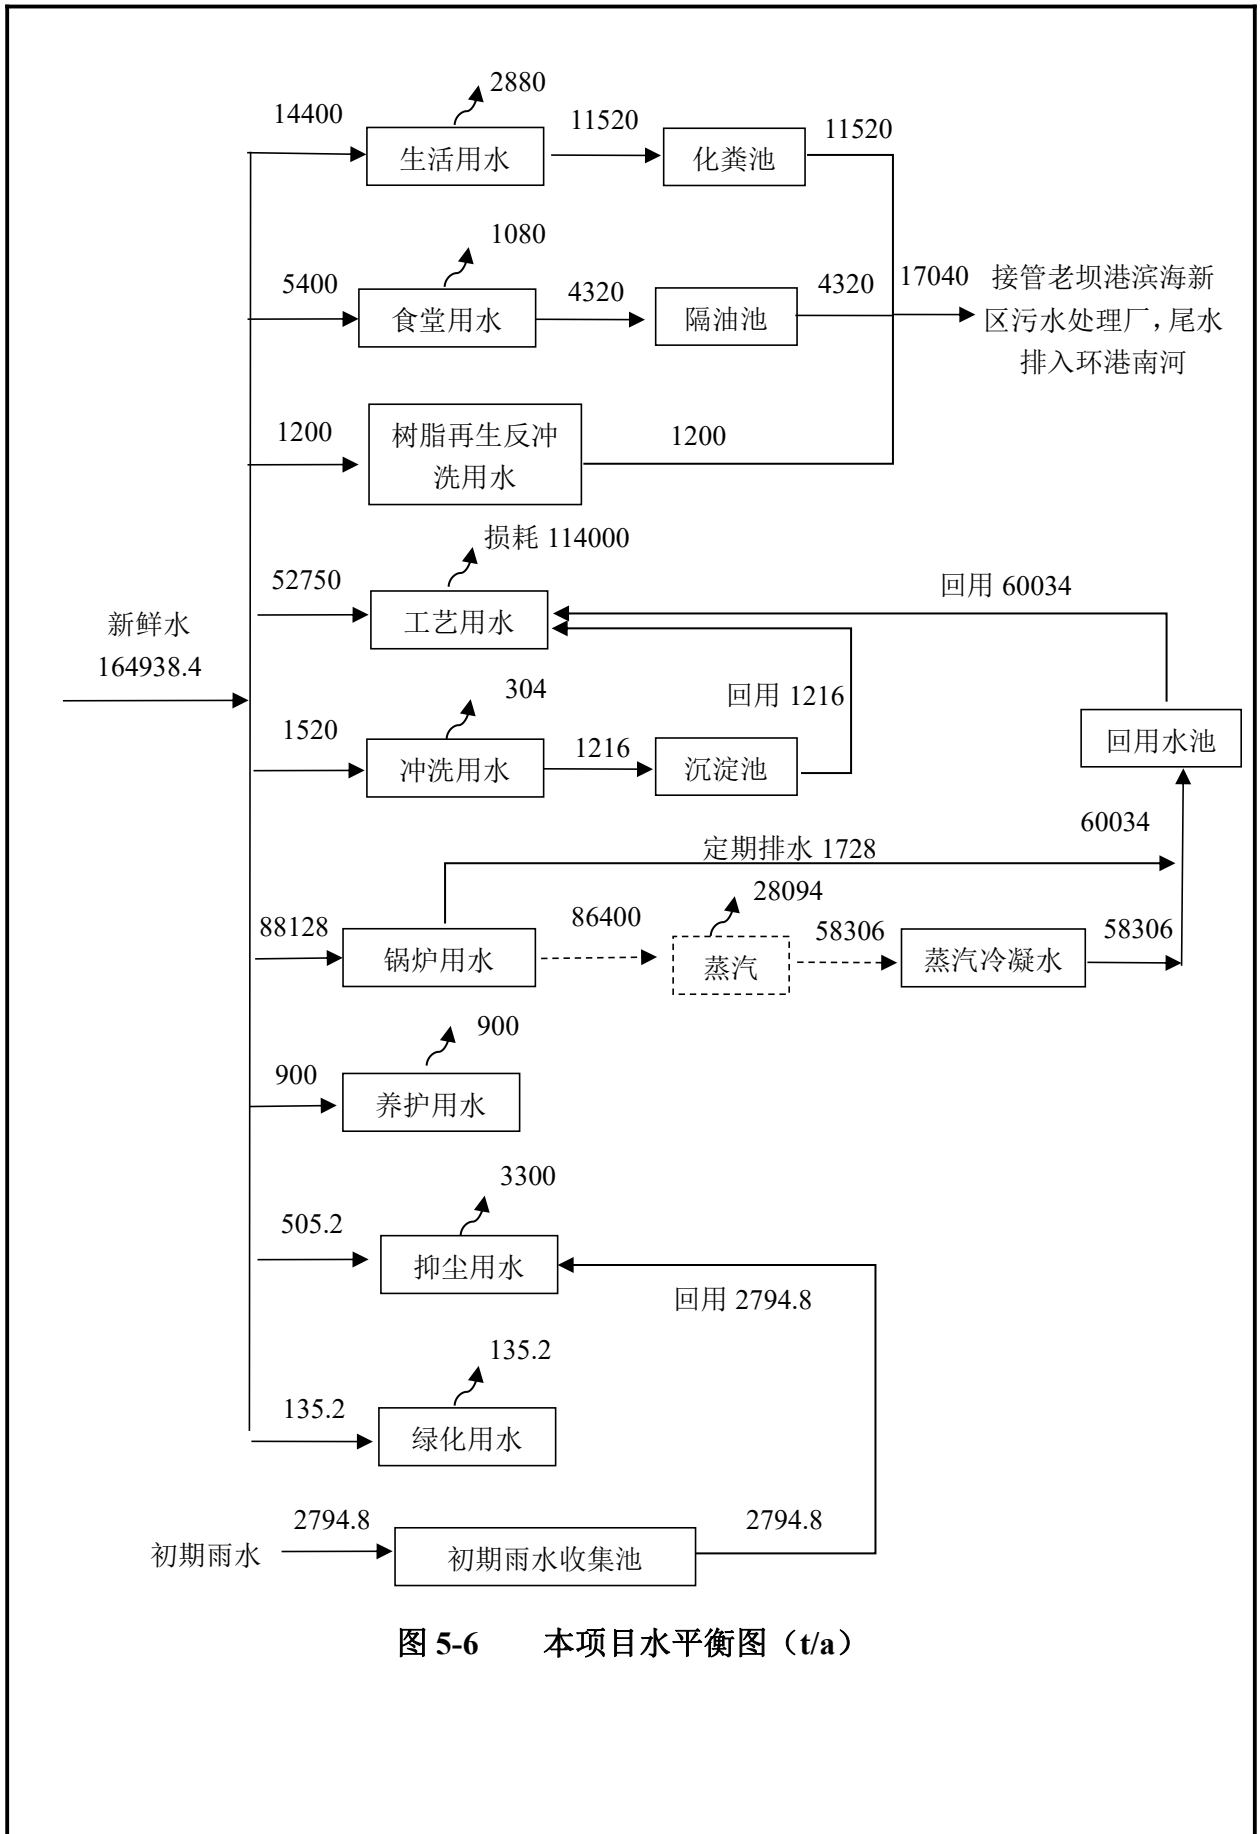 2880
14400
生活用水
11520
化粪池
11520
1080
5400
食堂用水
4320
隔油池
4320
17040
接管老坝港滨海新
区污水处理厂，尾水
排入环港南河
1200
树脂再生反冲
洗用水
1200
损耗 114000
52750
工艺用水
回用 60034
新鲜水
164938.4
304
回用 1216
1520
冲洗用水
1216
沉淀池
回用水池
60034
定期排水 1728
28094
88128
锅炉用水
86400
蒸汽
58306
蒸汽冷凝水
58306
900
900
养护用水
3300
505.2
抑尘用水
回用 2794.8
135.2
135.2
绿化用水
初期雨水
2794.8
初期雨水收集池
2794.8
图 5-6 本项目水平衡图（t/a）